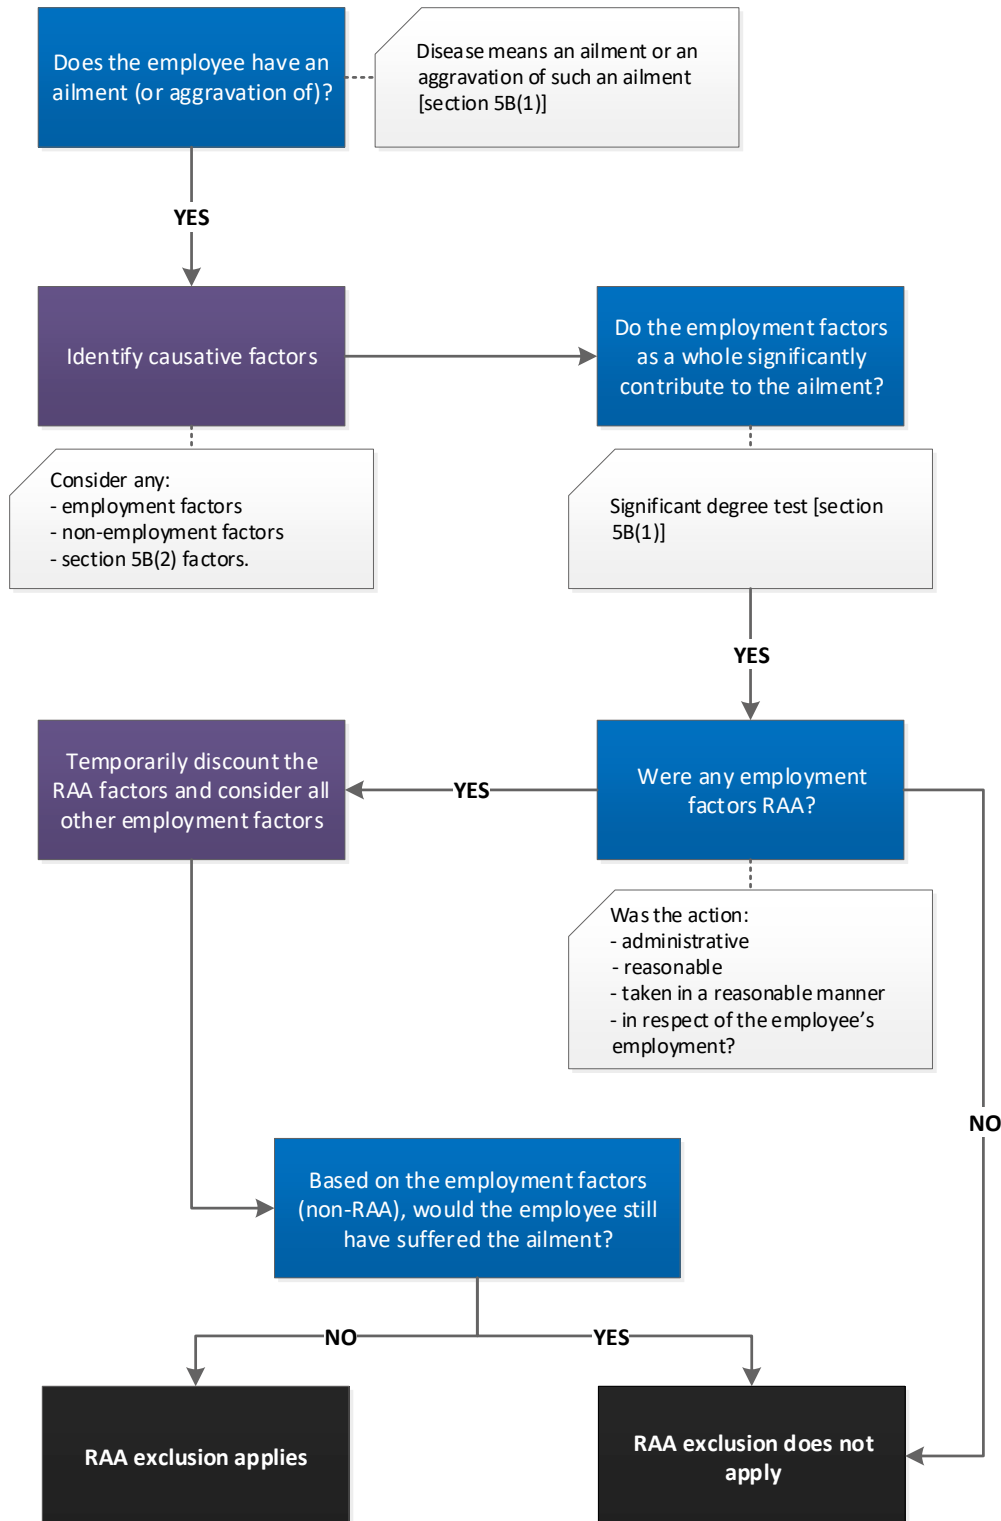 Does the employee have an
ailment (or aggravation of)?
Disease means an ailment or an
aggravation of such an ailment
[section 5B(1)]
YES
Identify causative factors
Do the employment factors
as a whole significantly
contribute to the ailment?
Consider any:
- employment factors
- non-employment factors
- section 5B(2) factors.
Significant degree test [section
5B(1)]
YES
Temporarily discount the
RAA factors and consider all
other employment factors
YES
Were any employment
factors RAA?
Was the action:
- administrative
- reasonable
- taken in a reasonable manner
- in respect of the employee’s
employment?
NO
Based on the employment factors
(non-RAA), would the employee still
have suffered the ailment?
NO
YES
RAA exclusion applies
RAA exclusion does not
apply